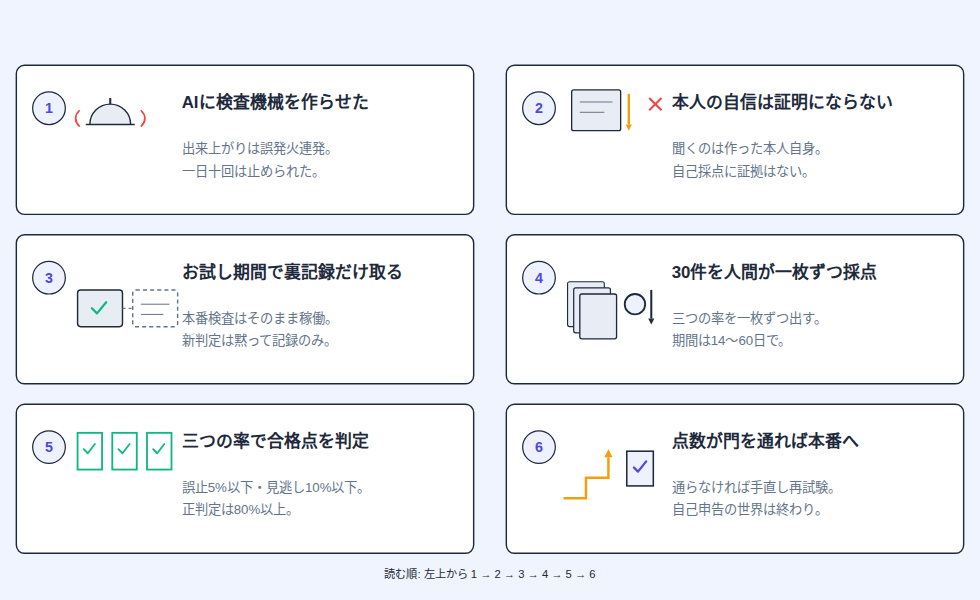 1
AIに検査機械を作らせた
出来上がりは誤発火連発。
一日十回は止められた。
2
本人の自信は証明にならない
聞くのは作った本人自身。
自己採点に証拠はない。
3
お試し期間で裏記録だけ取る
本番検査はそのまま稼働。
新判定は黙って記録のみ。
4
30件を人間が一枚ずつ点検
三つの率を一枚ずつ出す。
期間は14〜60日で。
5
三つの率で合格点を判定
誤止5%以下・見逃し10%以下。
正判定は80%以上。
6
点数が門を通れば本番へ
通らなければ手直し再試験。
自己申告の世界は終わり。
読む順: 左上から 1 → 2 → 3 → 4 → 5 → 6